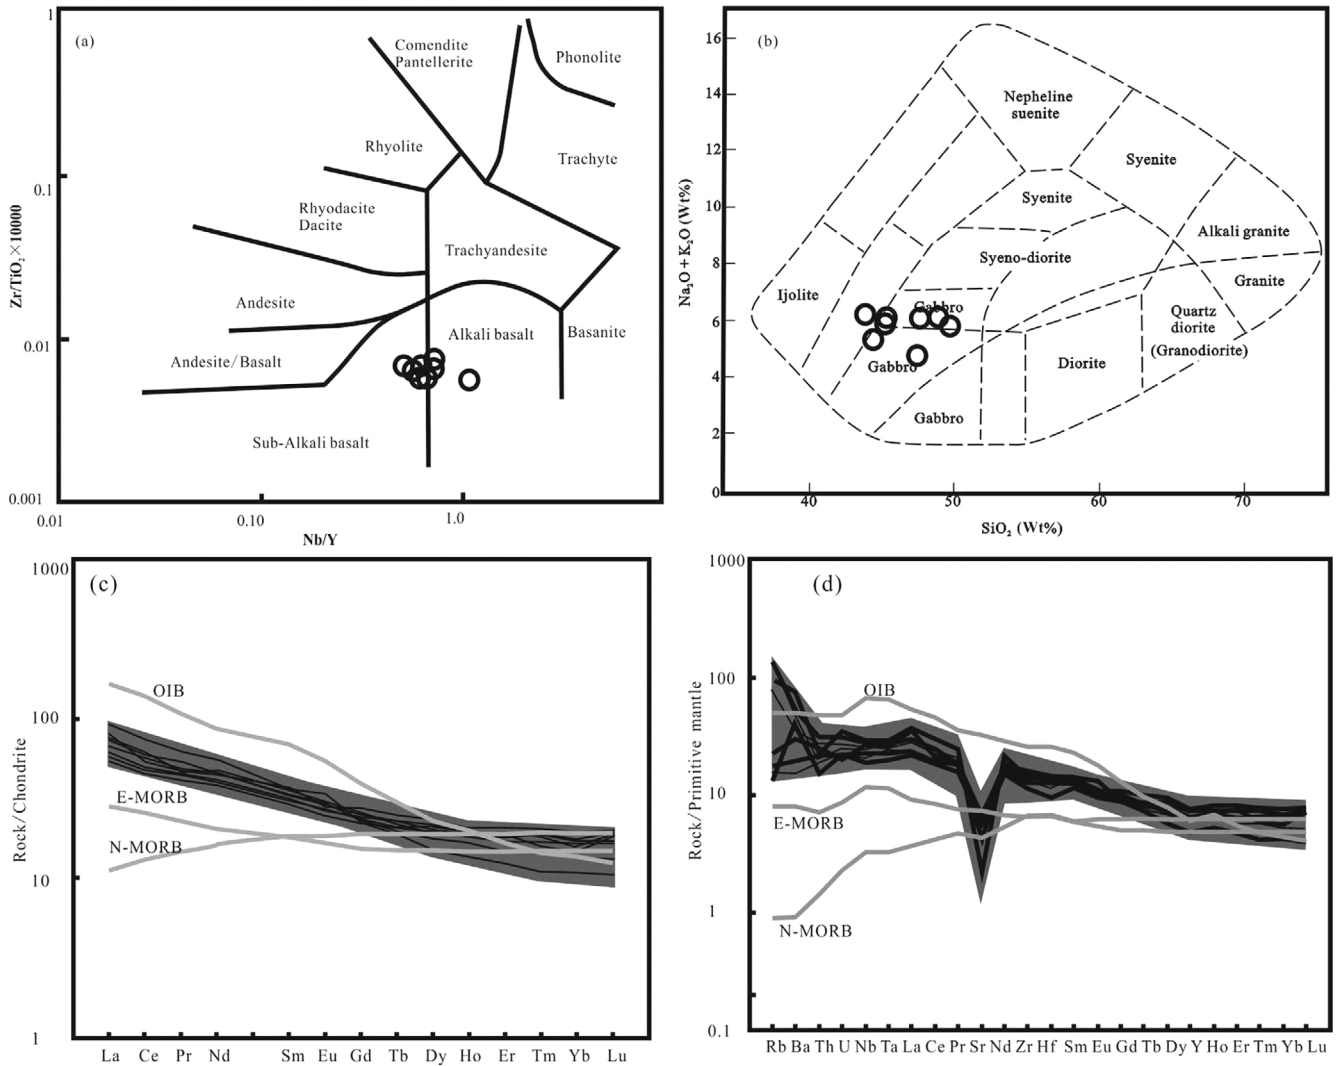 1
(a)
Comendite
Pantellerite
Phonolite
Rhyolite
Trachyte
0.1
Rhyodacite
Dacite
Trachyandesite
Zr/TiO2×10000
Andesite
0.01
Alkali basalt
Basanite
Andesite/Basalt
Sub-Alkali basalt
0.001
0.01
0.10
1.0
Nb/Y
16
(b)
14
Nepheline
suenite
12
Syenite
10
Syenite
Alkali granite
8
Syeno-diorite
Granite
Na2O+K2O (Wt%)
Ijolite
Gabbro
Quartz
diorite
(Granodiorite)
6
Gabbro
Diorite
4
Gabbro
2
0
40
50
60
70
SiO2 (Wt%)
1000
(c)
OIB
100
E-MORB
N-MORB
Rock/Chondrite
10
1
La Ce Pr Nd Sm Eu Gd Tb Dy Ho Er Tm Yb Lu
1000
(d)
100
OIB
Rock/Primitive mantle
10
E-MORB
1
N-MORB
0.1
Rb Ba Th U Nb Ta La Ce Pr Sr Nd Zr Hf Sm Eu Gd Tb Dy Y Ho Er Tm Yb Lu